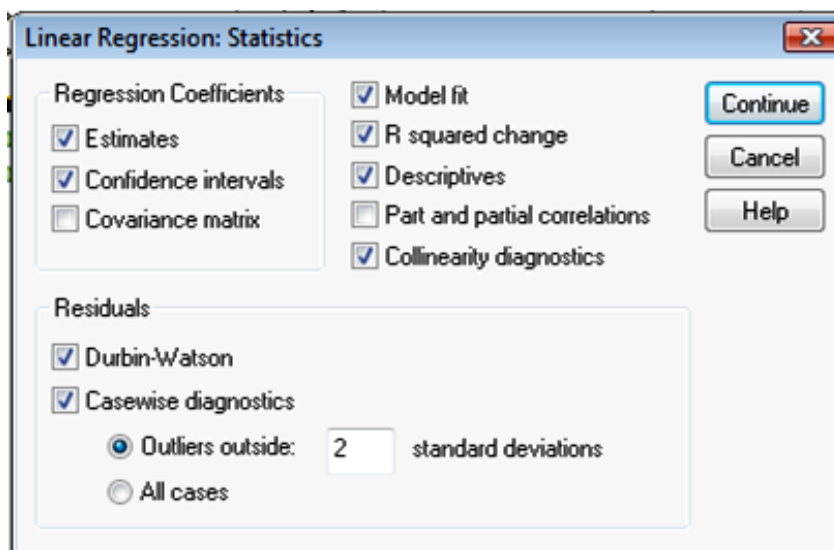 Linear Regression: Statistics
Regression Coefficients
Estimates
Confidence intervals
Covariance matrix
Model fit
R squared change
Descriptives
Part and partial correlations
Collinearity diagnostics
Continue
Cancel
Help
Residuals
Durbin-Watson
Casewise diagnostics
Outliers outside: 2 standard deviations
All cases